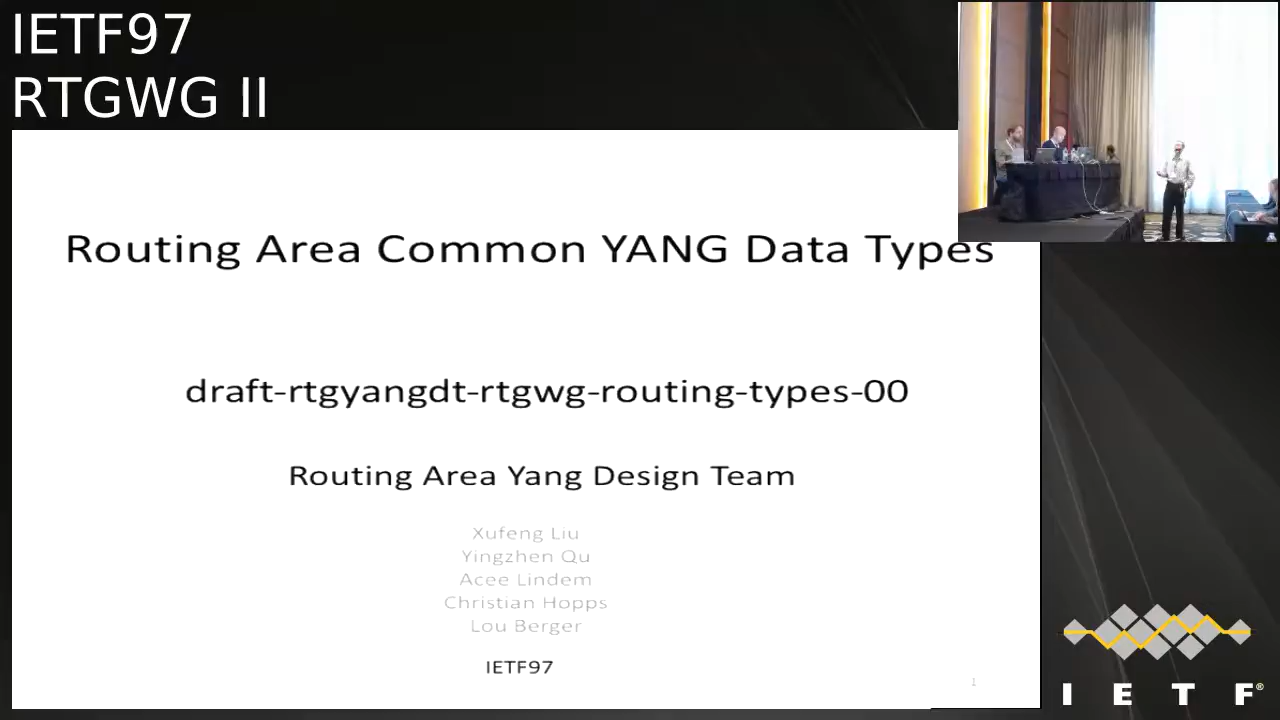 IETF97
RTGWG II
Routing Area Common YANG Data Types
draft-rtgyangdt-rtgwg-routing-types-00
Routing Area Yang Design Team
Xufeng Liu
Yingzhen Qu
Acee Lindem
Christian Hopps
Lou Berger
IETF97
1
I E T F®